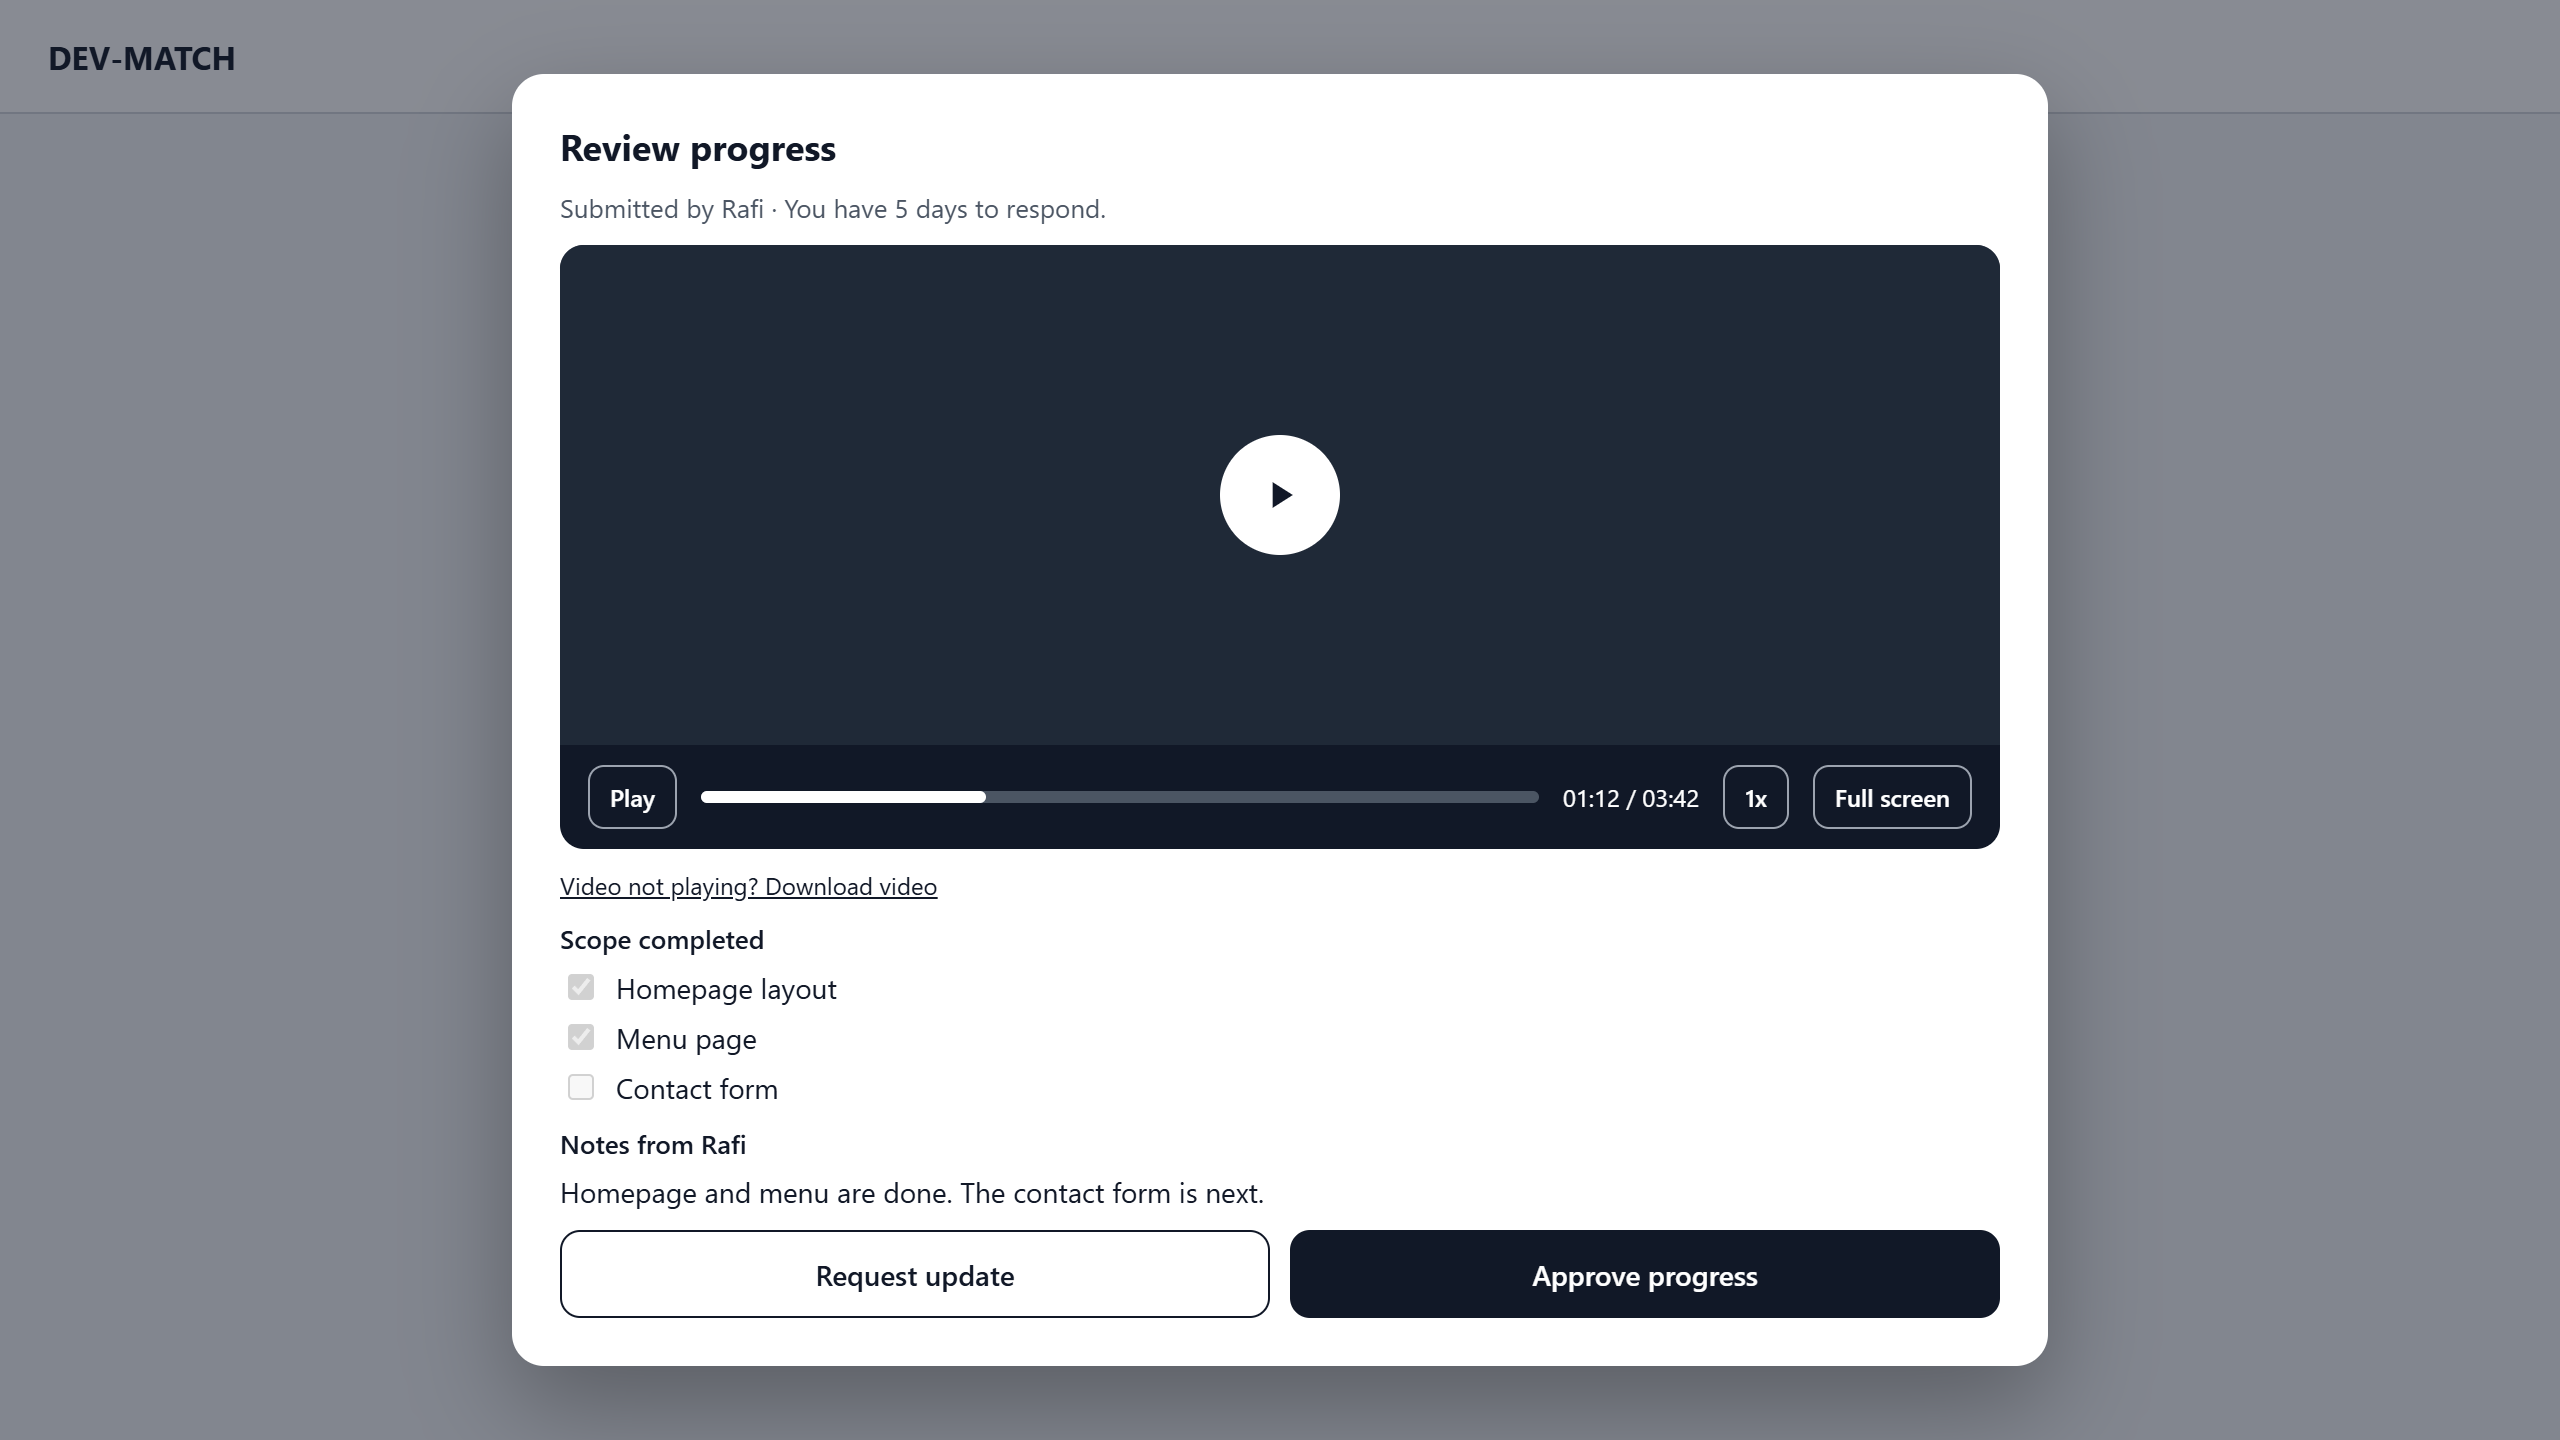 DEV-MATCH
Review progress
Submitted by Rafi · You have 5 days to respond.
Play
01:12 / 03:42
1x
Full screen
Video not playing? Download video
Scope completed
Homepage layout
Menu page
Contact form
Notes from Rafi
Homepage and menu are done. The contact form is next.
Request update
Approve progress